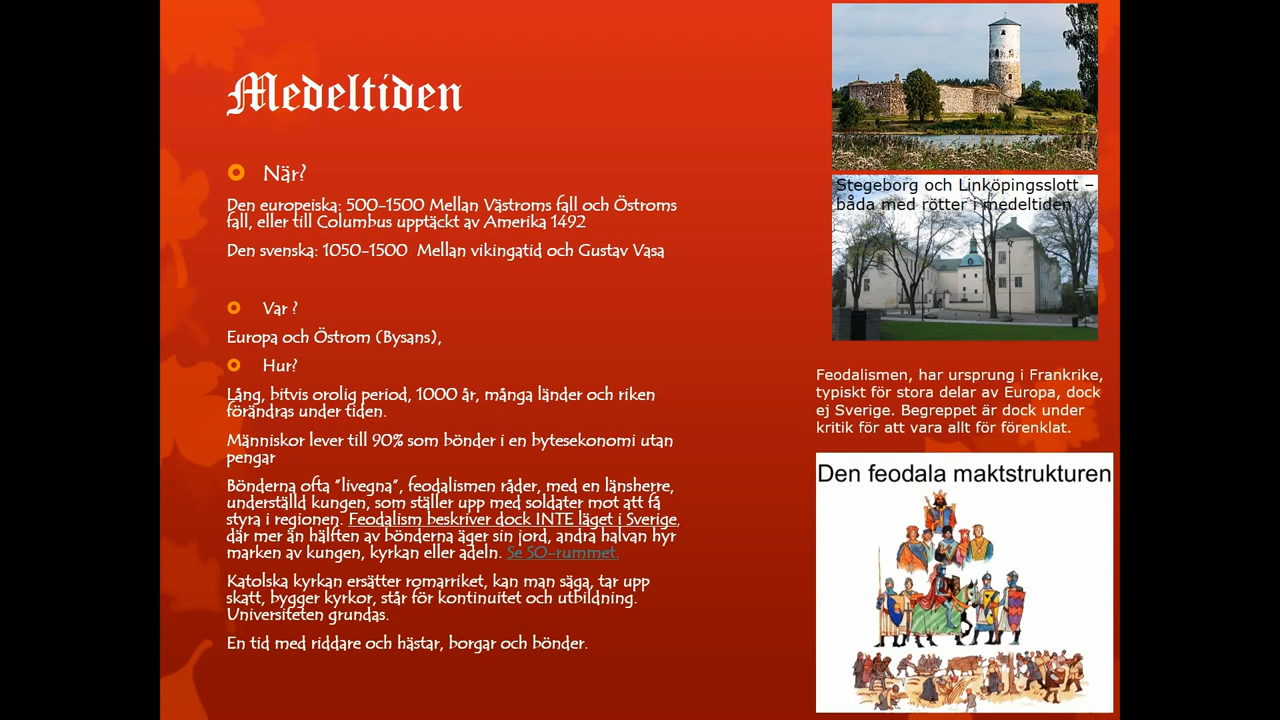 Medeltiden
När?
Den europeiska: 500-1500 Mellan Västroms fall och Östroms
fall, eller till Columbus upptäckt av Amerika 1492
Den svenska: 1050-1500 Mellan vikingatid och Gustav Vasa
Var ?
Europa och Östrom (Bysans),
Hur?
Lång, bitvis orolig period, 1000 år, många länder och riken
förändras under tiden.
Människor lever till 90% som bönder i en bytesekonomi utan
pengar
Bönderna ofta "livegna", feodalismen råder, med en länsherre,
underställd kungen, som ställer upp med soldater mot att få
styra i regionen. Feodalism beskriver dock INTE läget i Sverige,
där mer än hälften av bönderna äger sin jord, andra halvan hyr
marken av kungen, kyrkan eller adeln. Se SO-rummet.
Katolska kyrkan ersätter romarriket, kan man säga, tar upp
skatt, bygger kyrkor, står för kontinuitet och utbildning.
Universiteten grundas.
En tid med riddare och hästar, borgar och bönder.
Stegeborg och Linköpingsslott –
båda med rötter i medeltiden
Feodalismen, har ursprung i Frankrike,
typiskt för stora delar av Europa, dock
ej Sverige. Begreppet är dock under
kritik för att vara allt för förenklat.
Den feodala maktstrukturen